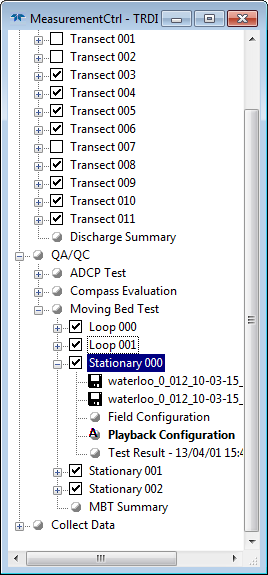 MeasurementCtrl - TRDI
Transect 001
Transect 002
Transect 003
Transect 004
Transect 005
Transect 006
Transect 007
Transect 008
Transect 009
Transect 010
Transect 011
Discharge Summary
QA/QC
ADCP Test
Compass Evaluation
Moving Bed Test
Loop 000
Loop 001
Stationary 000
waterloo_0_012_10-03-15_
waterloo_0_012_10-03-15_
Field Configuration
Playback Configuration
Test Result - 13/04/01 15:4
Stationary 001
Stationary 002
MBT Summary
Collect Data